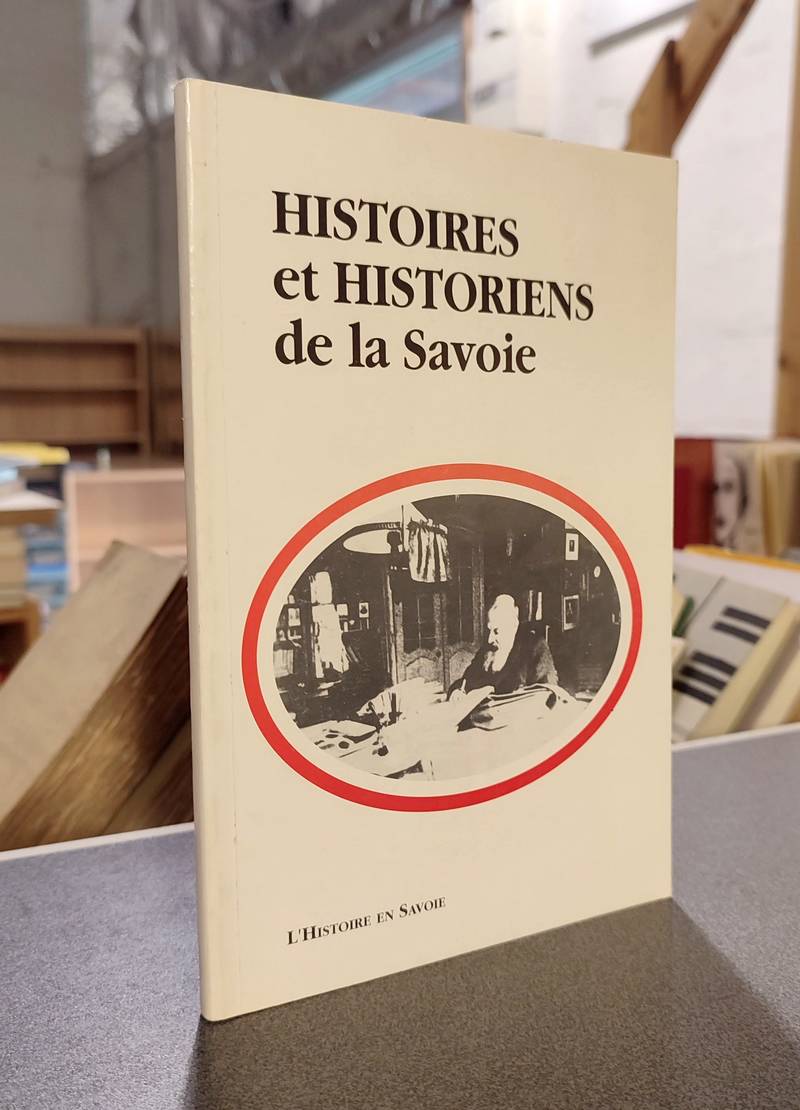 HISTOIRES
et HISTORIENS
de la Savoie
L'HISTOIRE EN SAVOIE